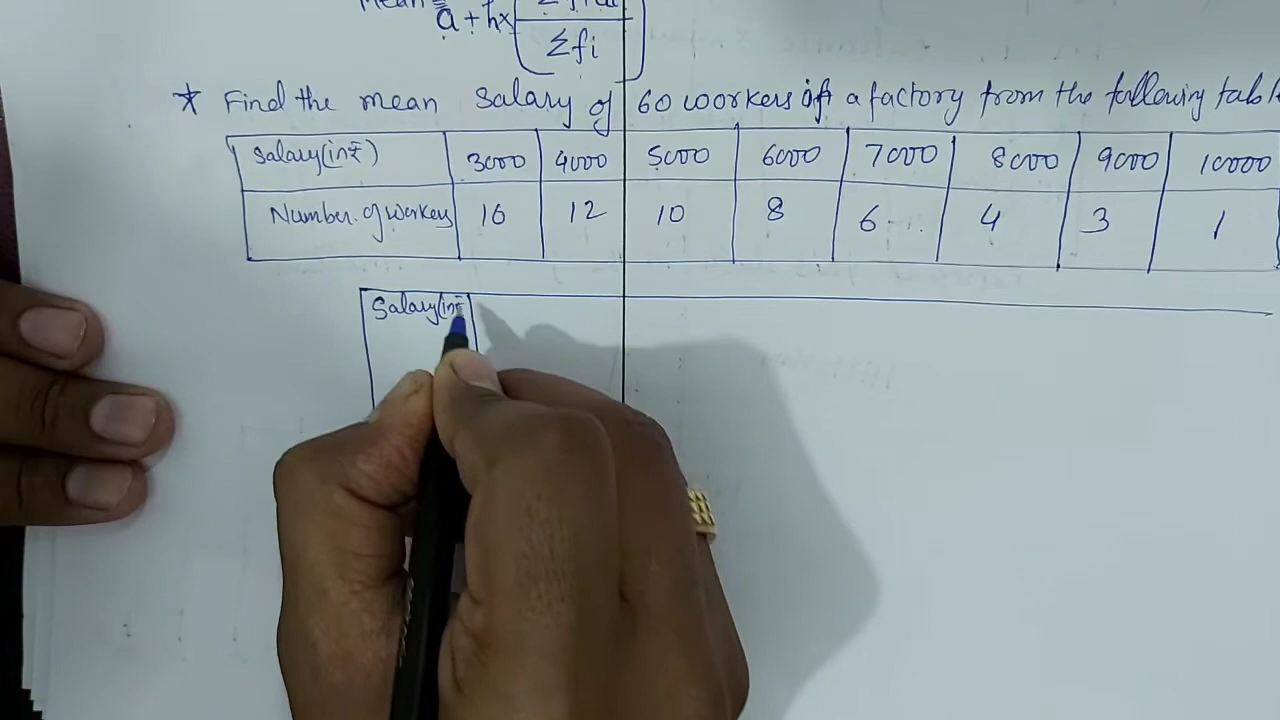 Mean =
a + h×
Σfi
* Find the mean salary of 60 workers of a factory from the following table
Salary(in₹) 3000 4000 5000 6000 7000 8000 9000 10000
Number. of workers 16 12 10 8 6 4 3 1
Salary(in₹